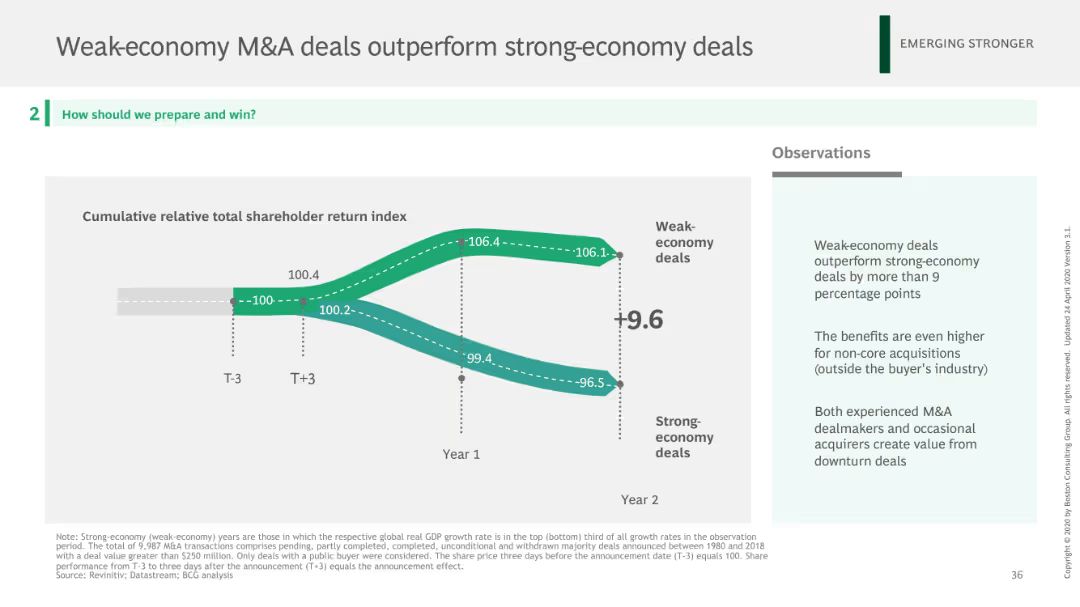 Weak-economy M&A deals outperform strong-economy deals
EMERGING STRONGER
2
How should we prepare and win?
Cumulative relative total shareholder return index
Weak-
economy
deals
106.4
106.1
100.4
100
100.2
+9.6
99.4
96.5
T-3
T+3
Strong-
economy
deals
Year 1
Year 2
Observations
Weak-economy deals
outperform strong-economy
deals by more than 9
percentage points
The benefits are even higher
for non-core acquisitions
(outside the buyer's industry)
Both experienced M&A
dealmakers and occasional
acquirers create value from
downturn deals
Note: Strong-economy (weak-economy) years are those in which the respective global real GDP growth rate is in the top (bottom) third of all growth rates in the observation
period. The total of 9,987 M&A transactions comprises pending, partly completed, completed, unconditional and withdrawn majority deals announced between 1980 and 2018
with a deal value greater than $250 million. Only deals with a public buyer were considered. The share price three days before the announcement date (T-3) equals 100. Share
performance from T-3 to three days after the announcement (T+3) equals the announcement effect.
Source: Revinitiv; Datastream; BCG analysis
36
Copyright © 2020 by Boston Consulting Group. All rights reserved. Updated 24 April 2020 Version 3.1.